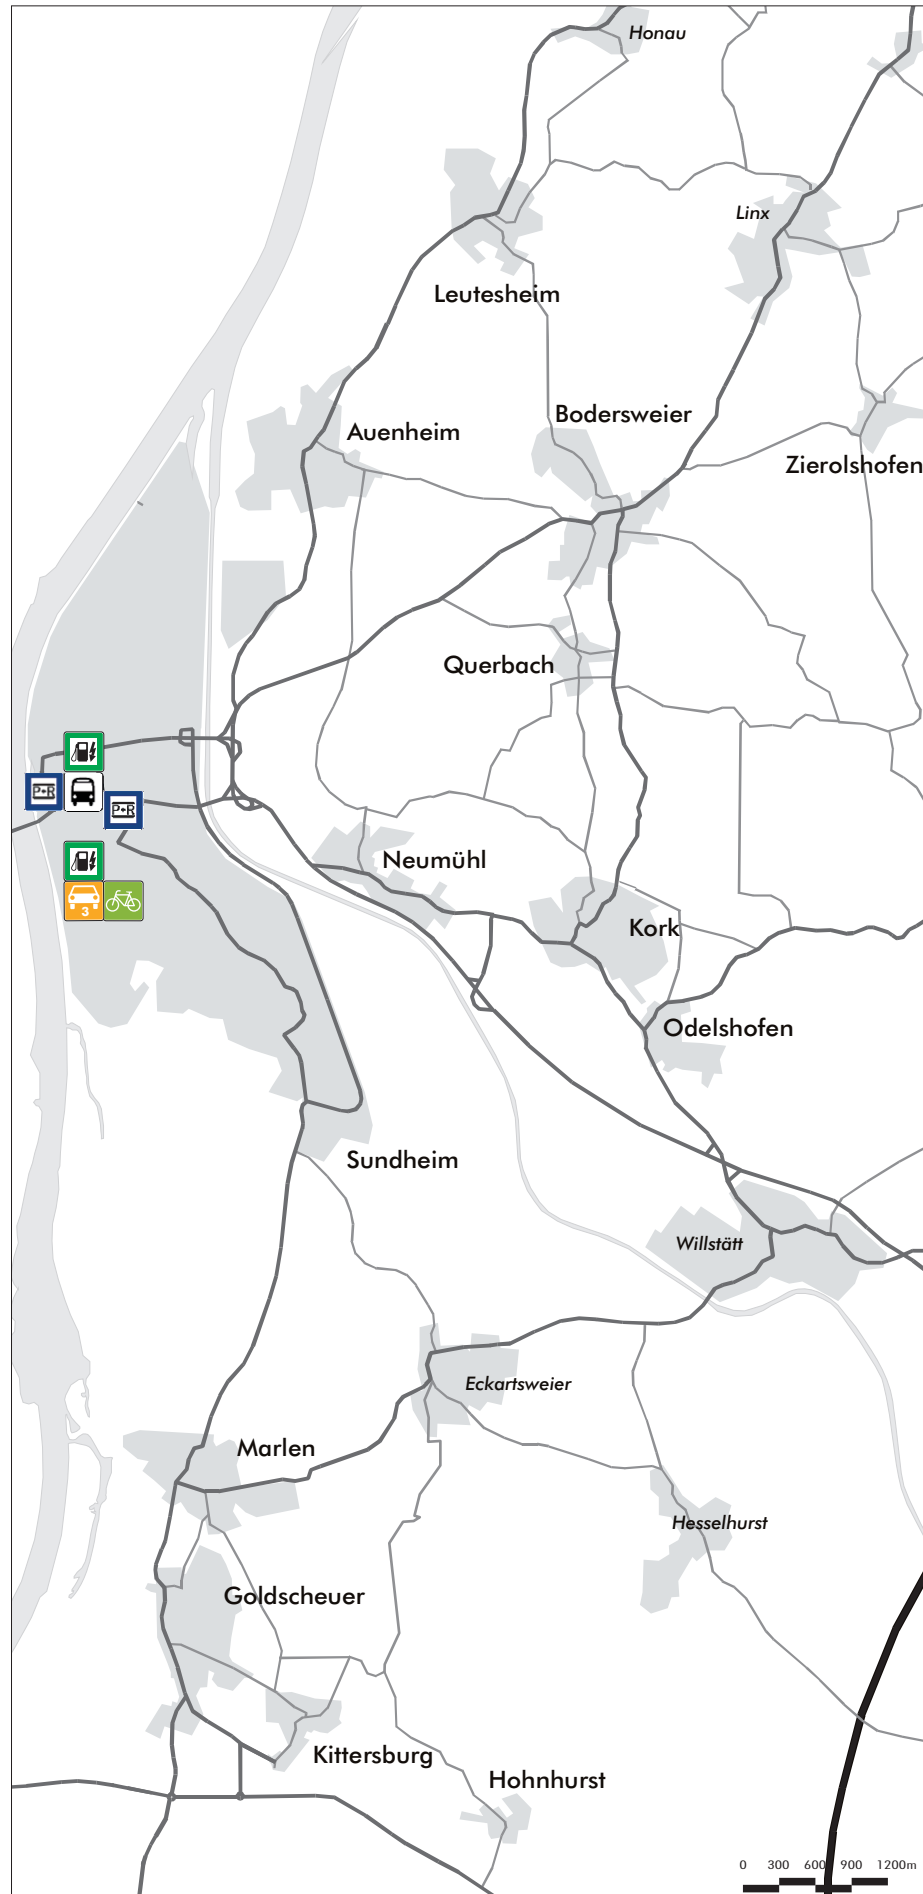 Honau
Linx
Leutesheim
Bodersweier
Auenheim
Zierolshofen
Querbach
P+R
P+R
Neumühl
3
Kork
Odelshofen
Sundheim
Willstätt
Eckartsweier
Marlen
Hesselhurst
Goldscheuer
Kittersburg
Hohnhurst
0 300 600 900 1200m